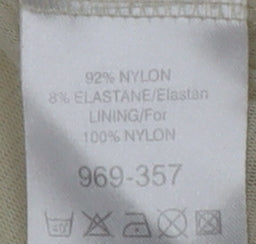 92% NYLON
8% ELASTANE/Elastan
LINING/For
100% NYLON
969-357